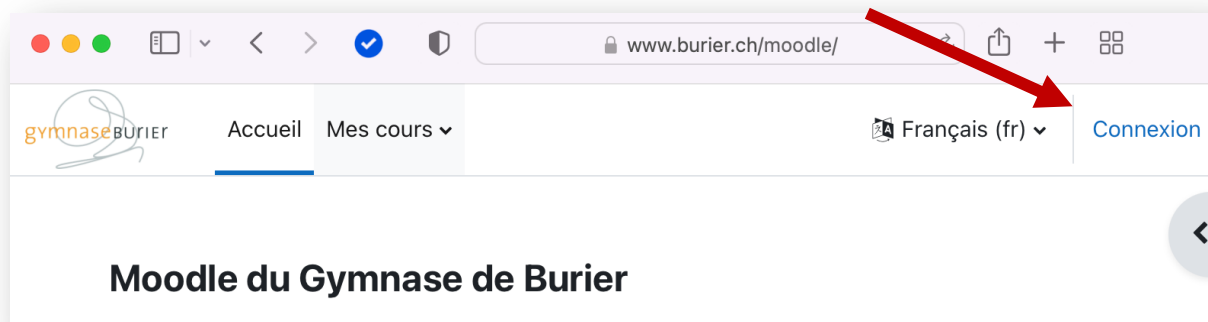 www.burier.ch/moodle/
gymnaseBURIER Accueil Mes cours Français (fr) Connexion
Moodle du Gymnase de Burier